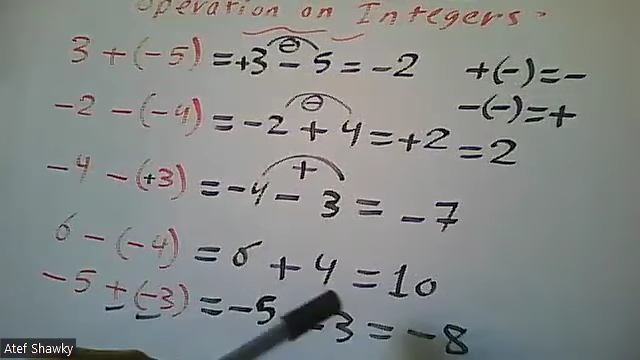 Operation on Integers.
3 + (-5) = +3 - 5 = -2
+(-) = -
-2 - (-4) = -2 + 4 = +2 = 2
-(-) = +
-4 - (+3) = -4 - 3 = -7
6 - (-4) = 6 + 4 = 10
-5 + (-3) = -5 - 3 = -8
Atef Shawky